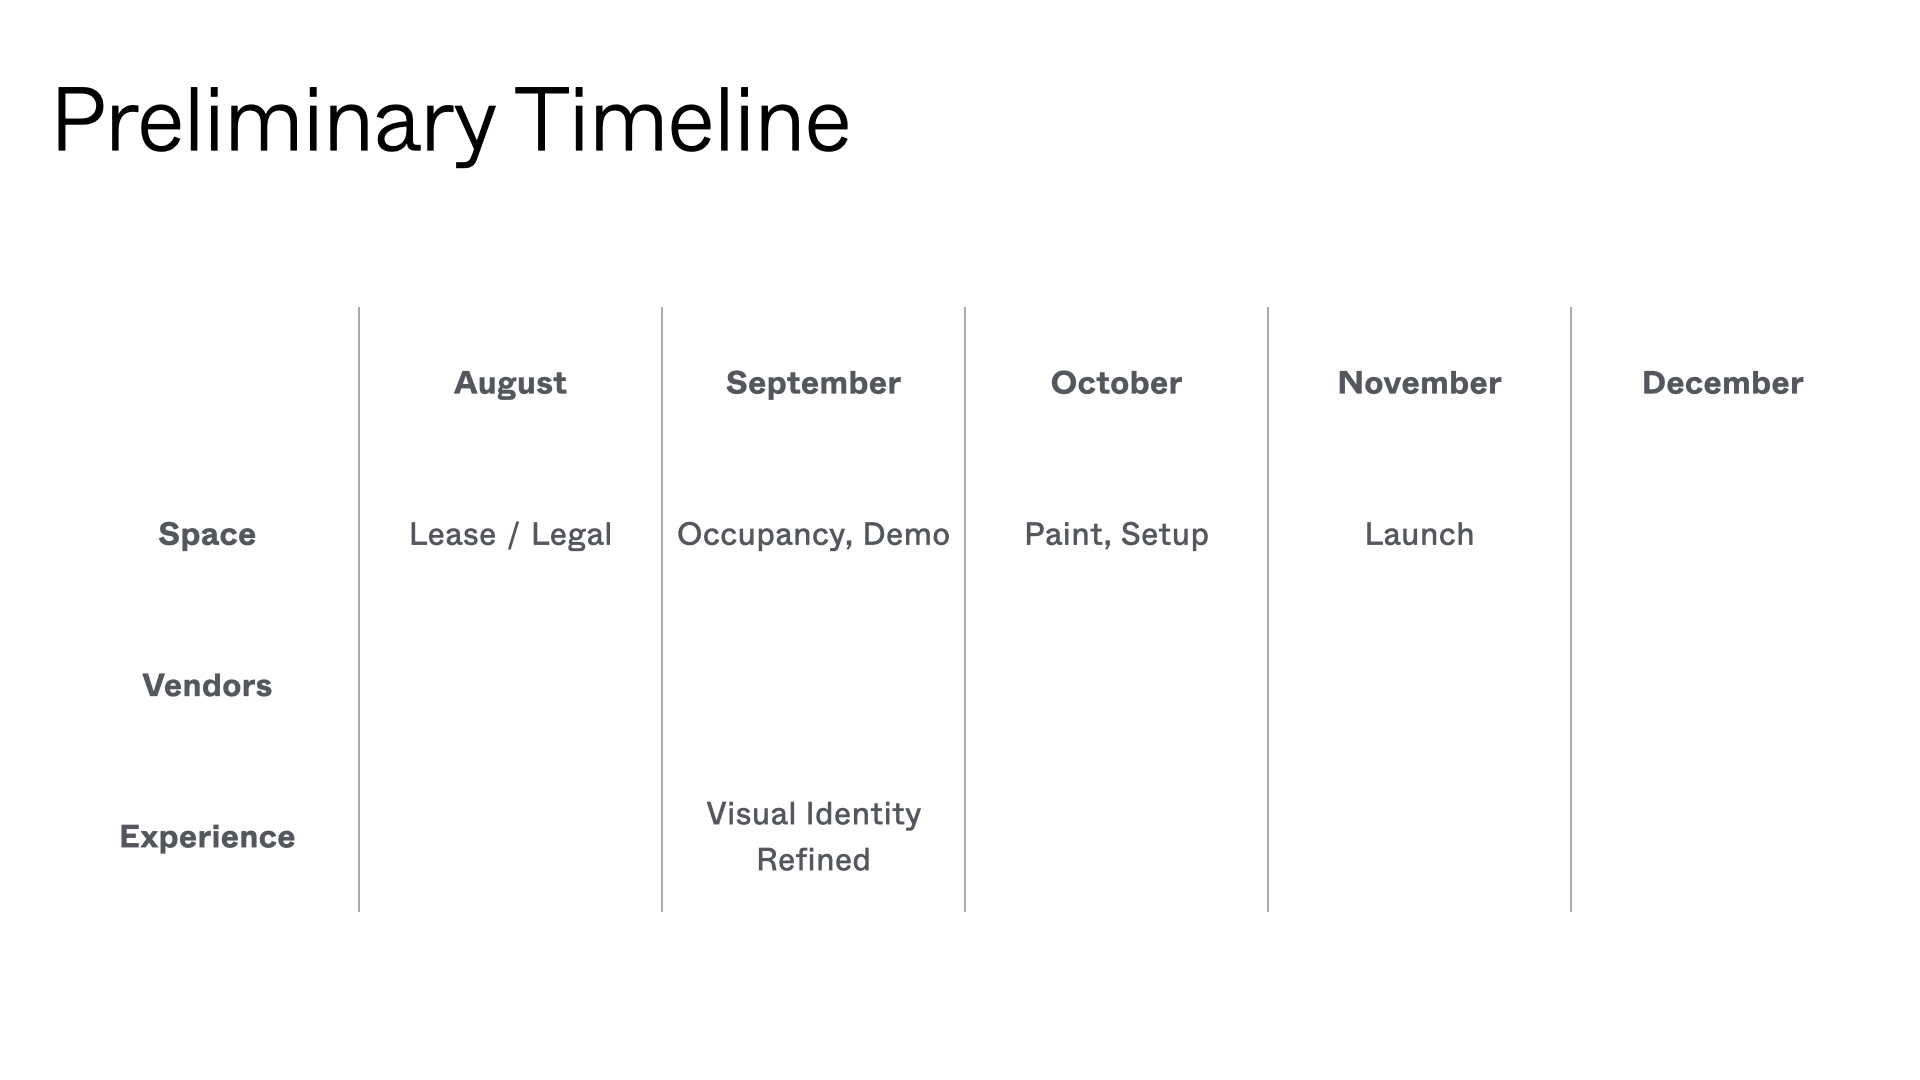 Preliminary Timeline
August September October November December
Space Lease / Legal Occupancy, Demo Paint, Setup Launch
Vendors
Experience Visual Identity
Refined